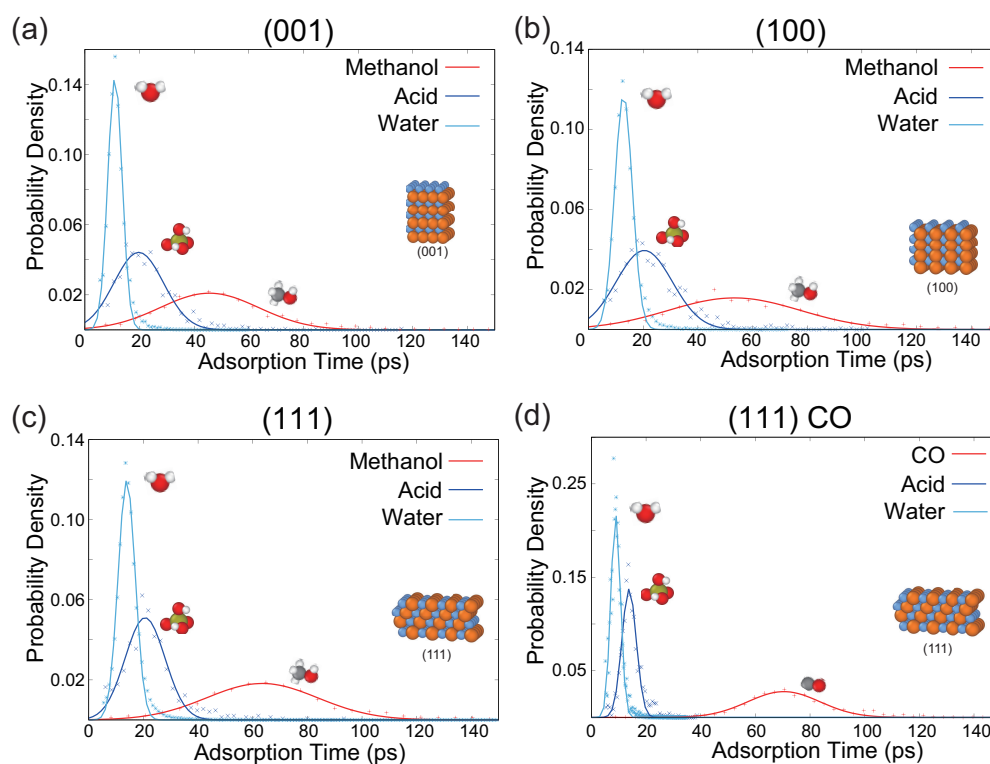 (a)
(001)
Probability Density
0.14
0.10
0.06
0.02
Methanol
Acid
Water
(001)
0 20 40 60 80 100 120 140
Adsorption Time (ps)
(b)
(100)
Probability Density
0.14
0.10
0.06
0.02
Methanol
Acid
Water
(100)
0 20 40 60 80 100 120 140
Adsorption Time (ps)
(c)
(111)
Probability Density
0.14
0.10
0.06
0.02
Methanol
Acid
Water
(111)
0 20 40 60 80 100 120 140
Adsorption Time (ps)
(d)
(111) CO
Probability Density
0.25
0.15
0.05
CO
Acid
Water
(111)
0 20 40 60 80 100 120 140
Adsorption Time (ps)